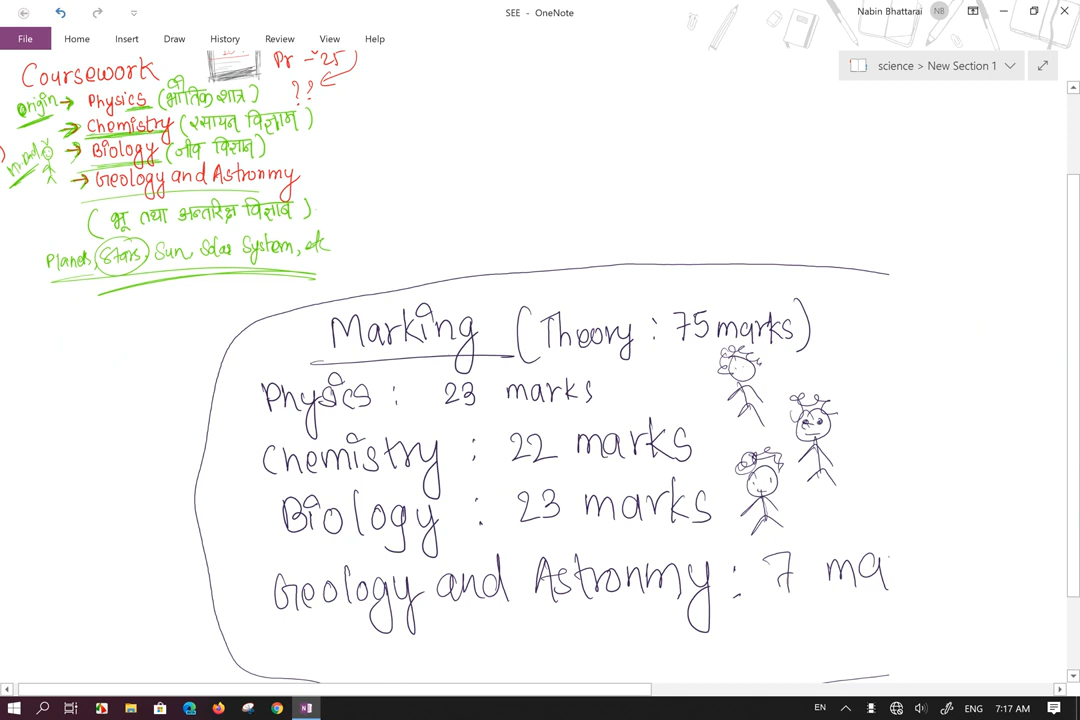 SEE - OneNote
Nabin Bhattarai NB
File Home Insert Draw History Review View Help
science > New Section 1
Coursework
Pr - 25
??
origin → Physics (भौतिक शास्त्र)
→ Chemistry (रसायन विज्ञान)
→ Biology (जीव विज्ञान)
→ Geology and Astronmy
(भू तथा अन्तरिक्ष विज्ञान)
Planets, Stars, Sun, Solar System, etc
Marking (Theory : 75 marks)
Physics : 23 marks
Chemistry : 22 marks
Biology : 23 marks
Geology and Astronmy : 7 ma
EN ENG 7:17 AM